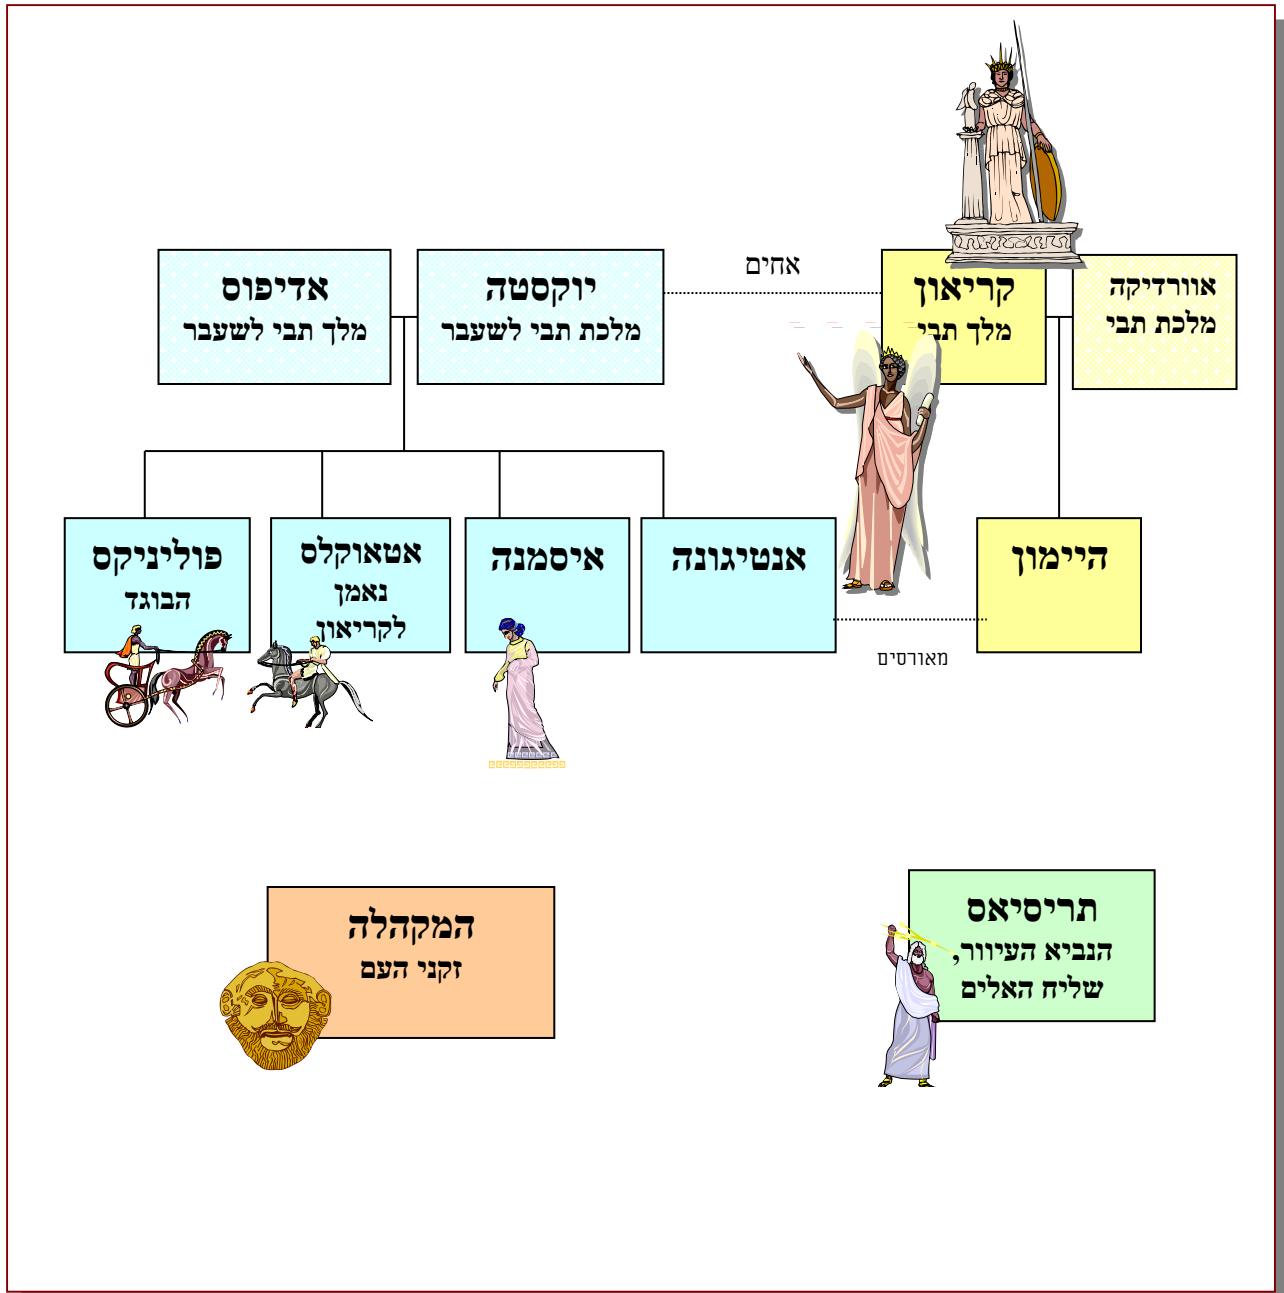 אוורדיקה
מלכת תבי
קריאון
מלך תבי
אחים
יוקסטה
מלכת תבי לשעבר
אדיפוס
מלך תבי לשעבר
היימון
מאורסים
אנטיגונה
איסמנה
אטאוקלס
נאמן
לקריאון
פוליניקס
הבוגד
תריסיאס
הנביא העיוור,
שליח האלים
המקהלה
זקני העם